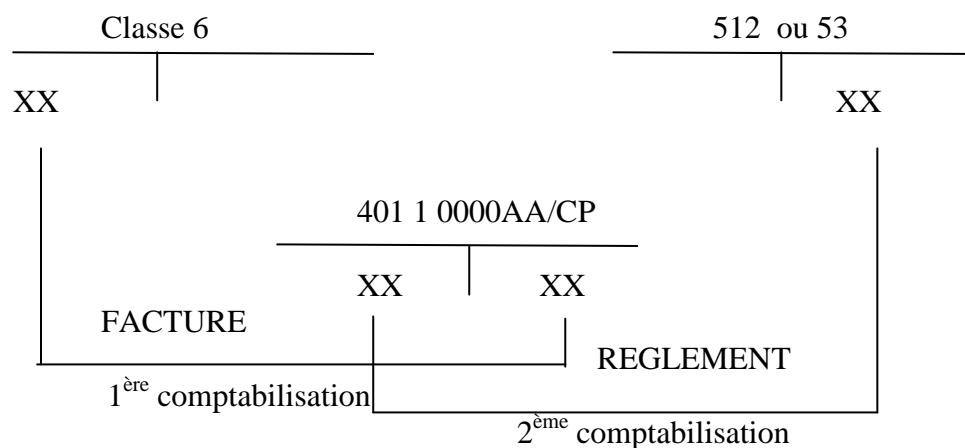 Classe 6
512 ou 53
XX
XX
401 1 0000AA/CP
XX
XX
FACTURE
REGLEMENT
1ère comptabilisation
2ème comptabilisation